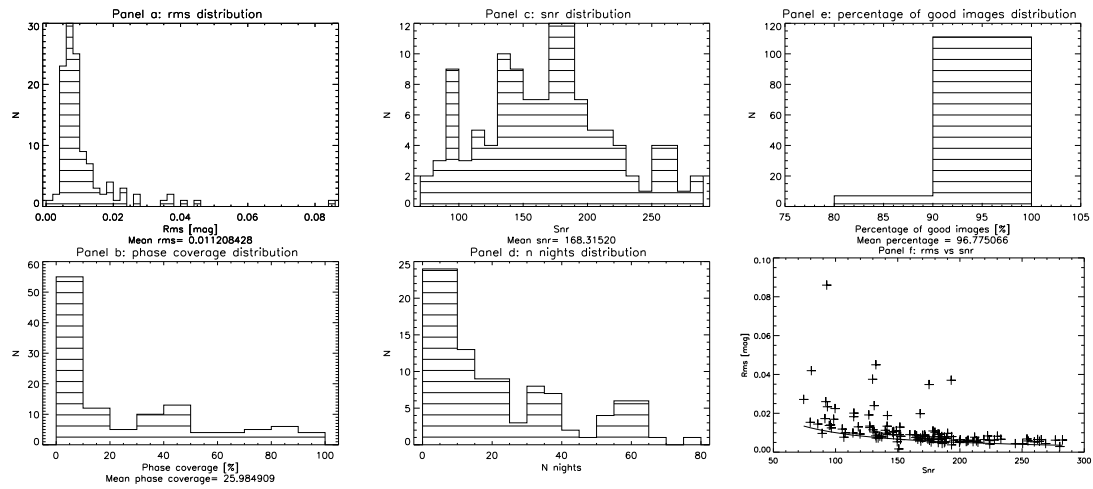 Panel a: rms distribution
30
20
10
0
N
0.00 0.02 0.04 0.06 0.08
Rms [mag]
Mean rms= 0.011208428
Panel c: snr distribution
12
10
8
6
4
2
0
N
100 150 200 250
Snr
Mean snr= 168.31520
Panel e: percentage of good images distribution
120
100
80
60
40
20
0
N
75 80 85 90 95 100 105
Percentage of good images [%]
Mean percentage = 96.775066
Panel b: phase coverage distribution
60
50
40
30
20
10
0
N
0 20 40 60 80 100
Phase coverage [%]
Mean phase coverage= 25.984909
Panel d: n nights distribution
25
20
15
10
5
0
N
0 20 40 60 80
N nights
Panel f: rms vs snr
0.10
0.08
0.06
0.04
0.02
0.00
Rms [mag]
50 100 150 200 250 300
Snr